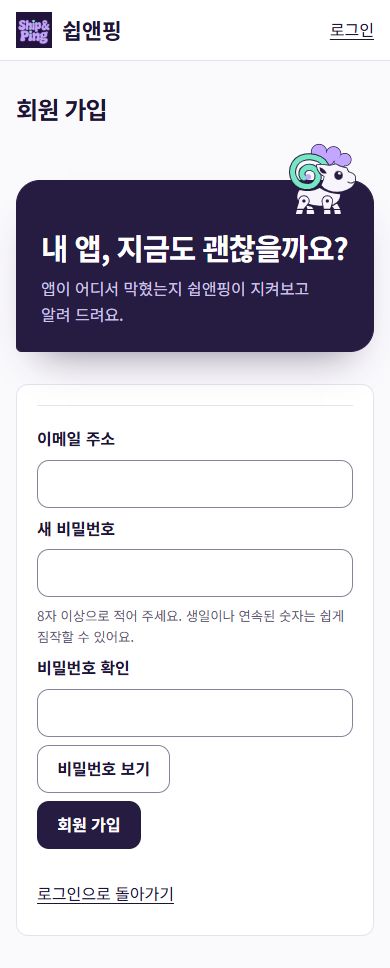 Ship&
Ping
쉽앤핑
로그인
회원 가입
내 앱, 지금도 괜찮을까요?
앱이 어디서 막혔는지 쉽앤핑이 지켜보고
알려 드려요.
이메일 주소
새 비밀번호
8자 이상으로 적어 주세요. 생일이나 연속된 숫자는 쉽게
짐작할 수 있어요.
비밀번호 확인
비밀번호 보기
회원 가입
로그인으로 돌아가기